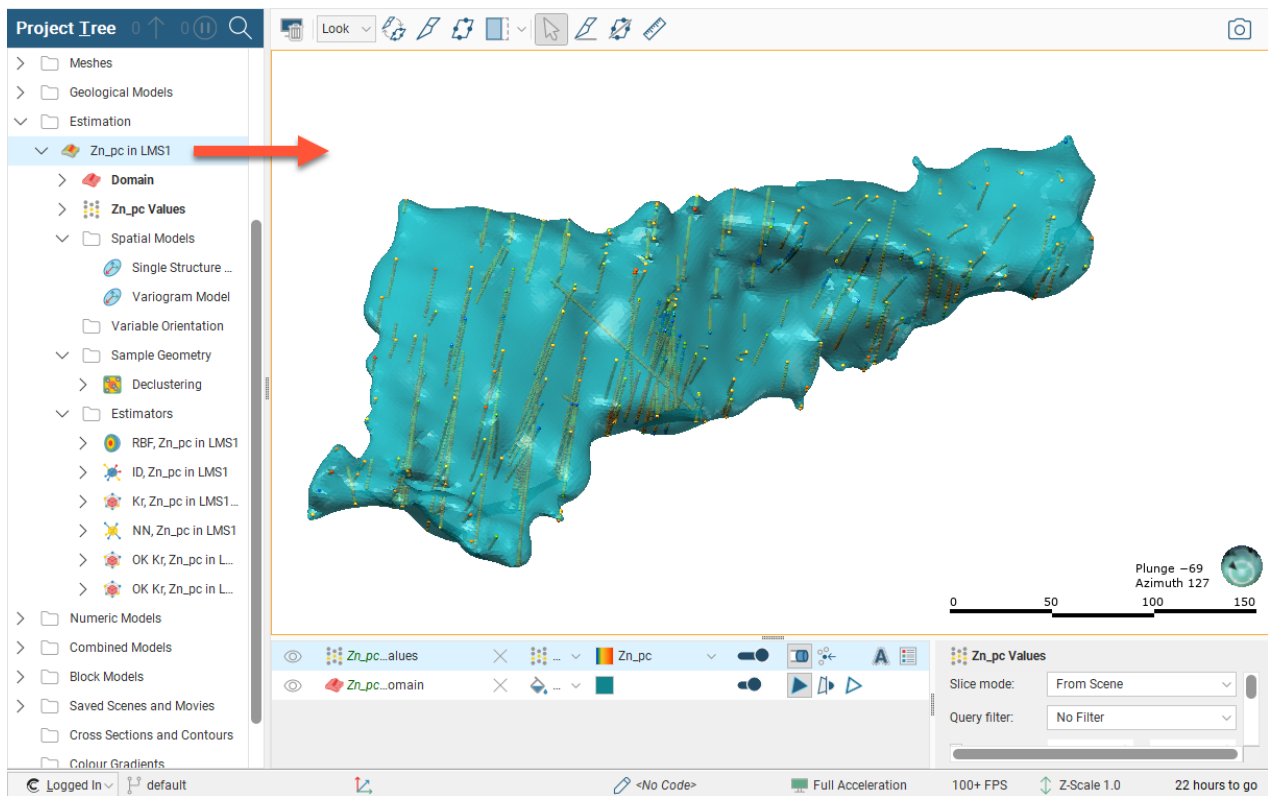 Project Tree 0 0
Look
Meshes
Geological Models
Estimation
Zn_pc in LMS1
Domain
Zn_pc Values
Spatial Models
Single Structure ...
Variogram Model
Variable Orientation
Sample Geometry
Declustering
Estimators
RBF, Zn_pc in LMS1
ID, Zn_pc in LMS1
Kr, Zn_pc in LMS1...
NN, Zn_pc in LMS1
OK Kr, Zn_pc in L...
OK Kr, Zn_pc in L...
Numeric Models
Combined Models
Block Models
Saved Scenes and Movies
Cross Sections and Contours
Colour Gradients
Plunge −69
Azimuth 127
0 50 100 150
Zn_pc...alues ... Zn_pc A
Zn_pc...omain ...
Zn_pc Values
Slice mode: From Scene
Query filter: No Filter
Logged In default <No Code> Full Acceleration 100+ FPS Z-Scale 1.0 22 hours to go